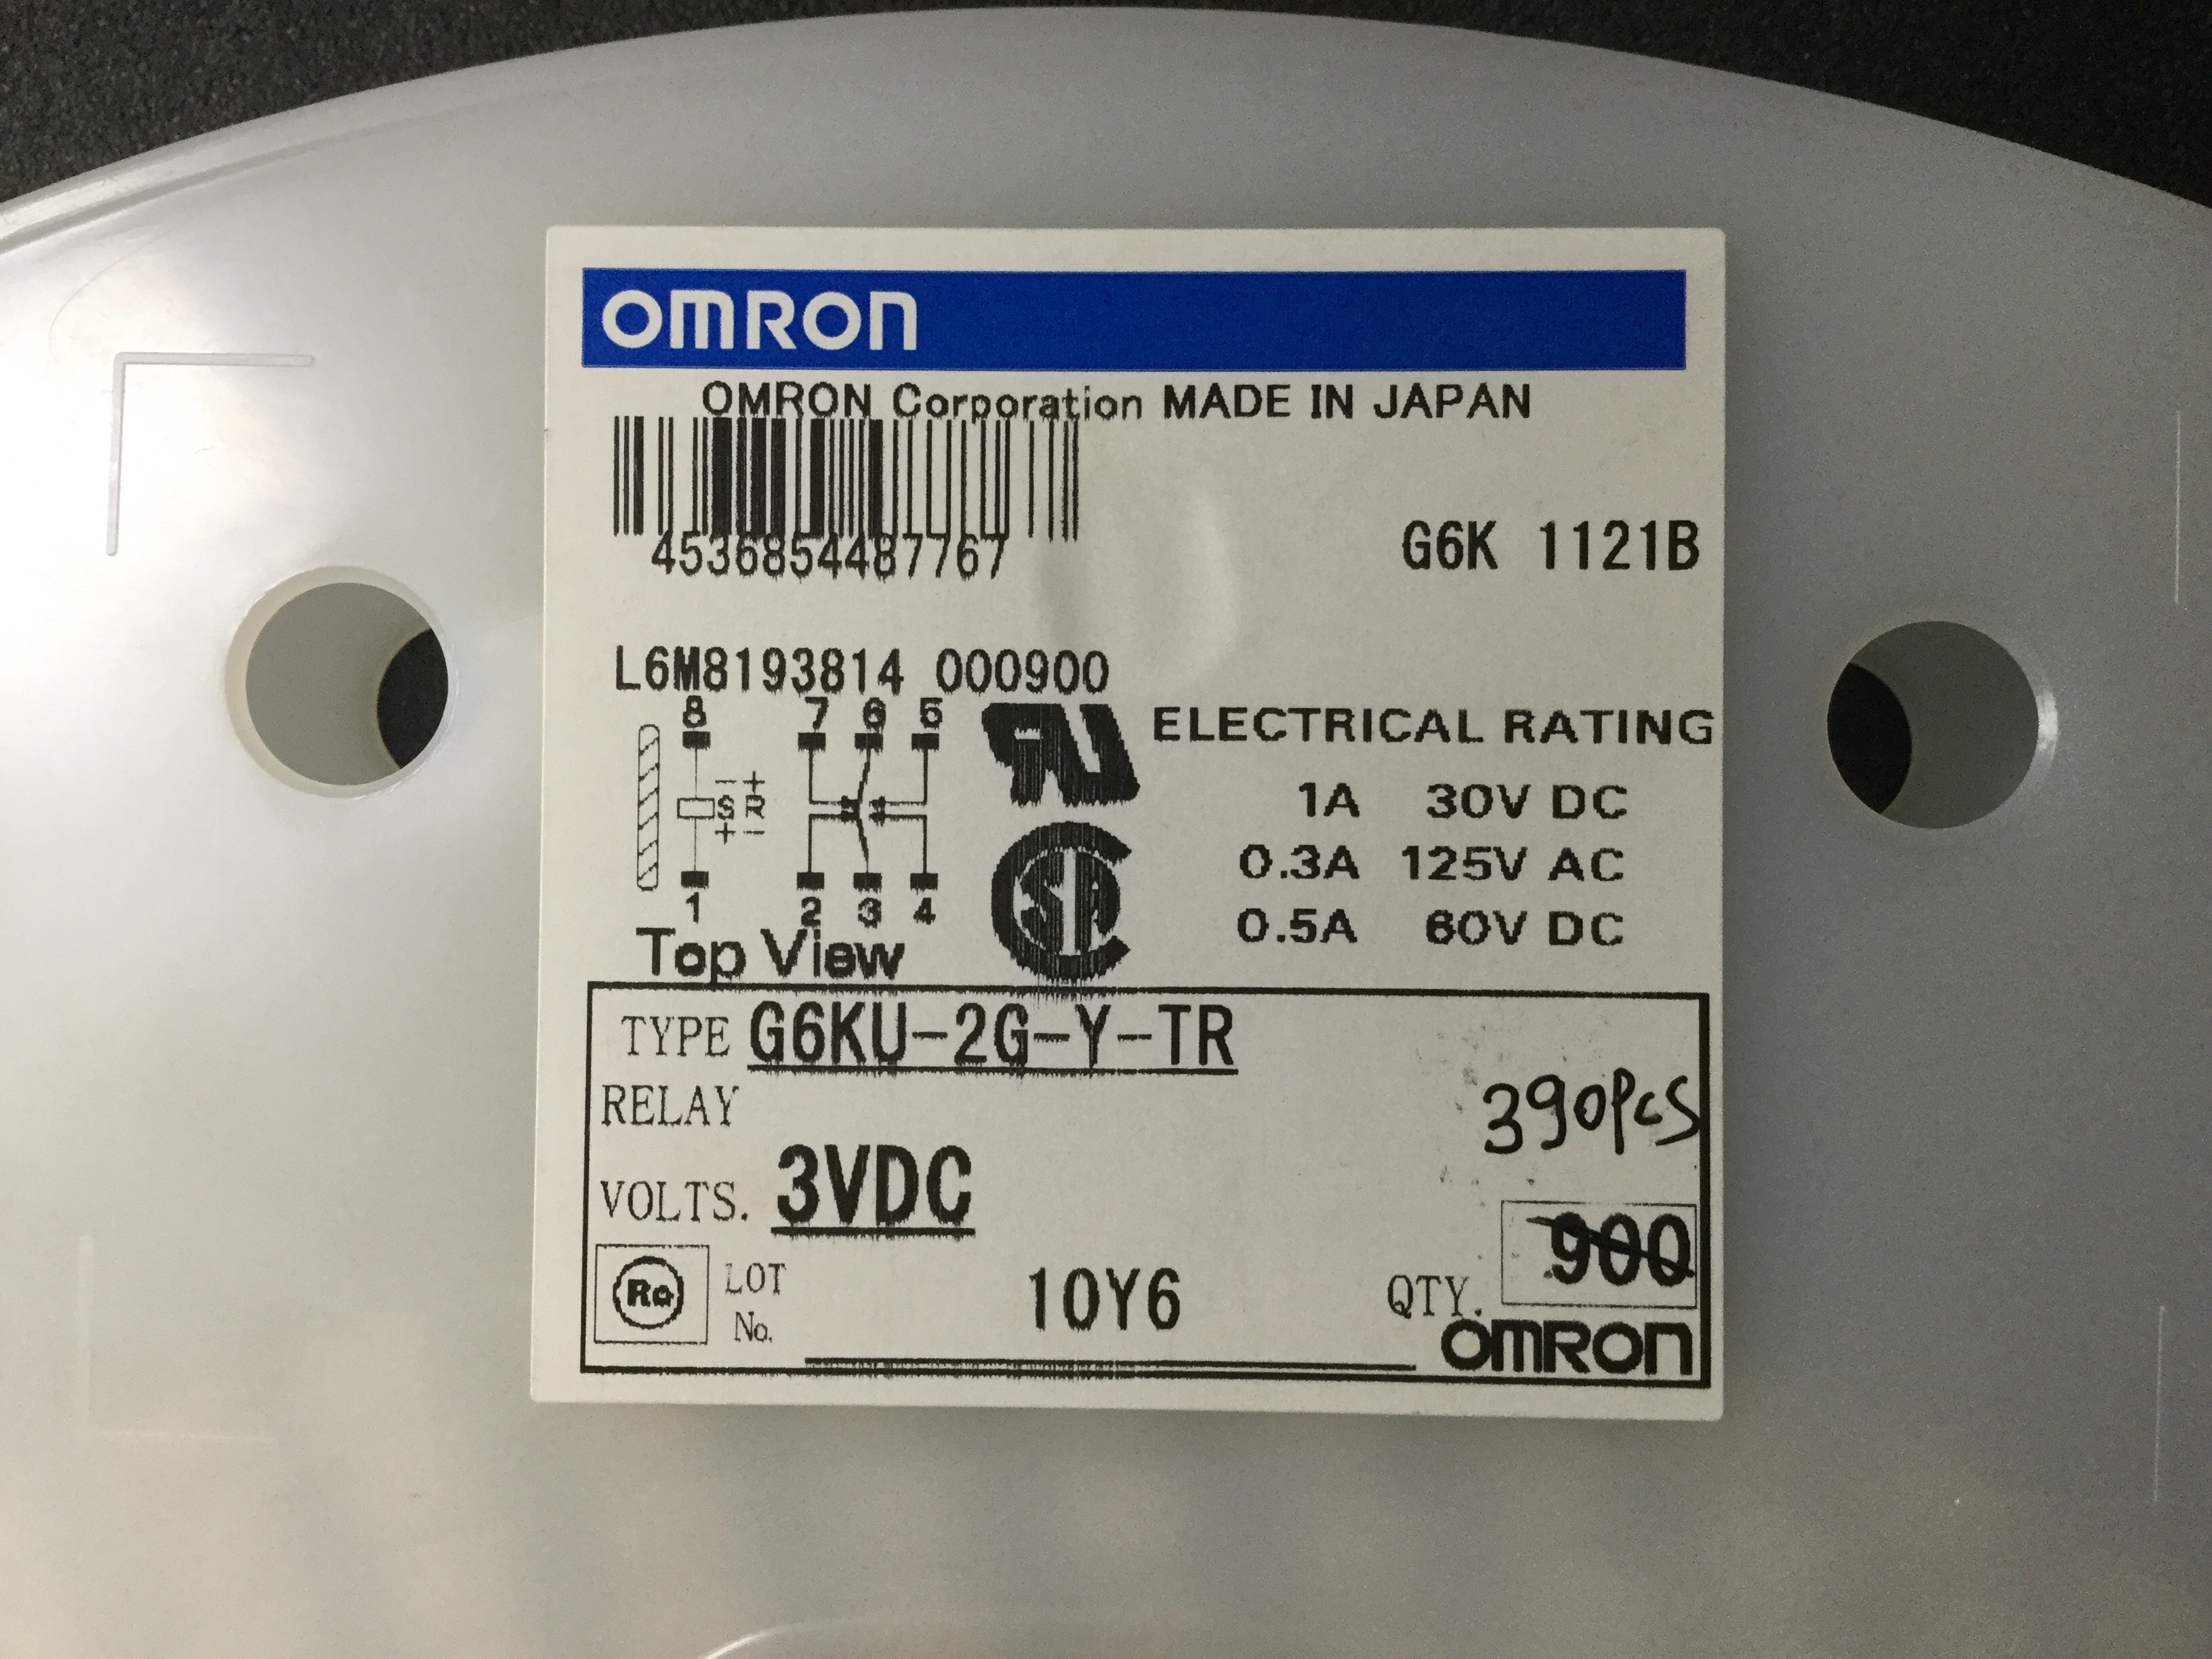 OMRON
OMRON Corporation MADE IN JAPAN
4536854487767
G6K 1121B
L6M8193814 000900
8 7 6 5
- +
S R
+ -
1 2 3 4
Top View
ELECTRICAL RATING
1A 30V DC
0.3A 125V AC
0.5A 60V DC
TYPE G6KU-2G-Y-TR
RELAY
390pcs
VOLTS. 3VDC
LOT No. 10Y6
QTY. 900
OMRON